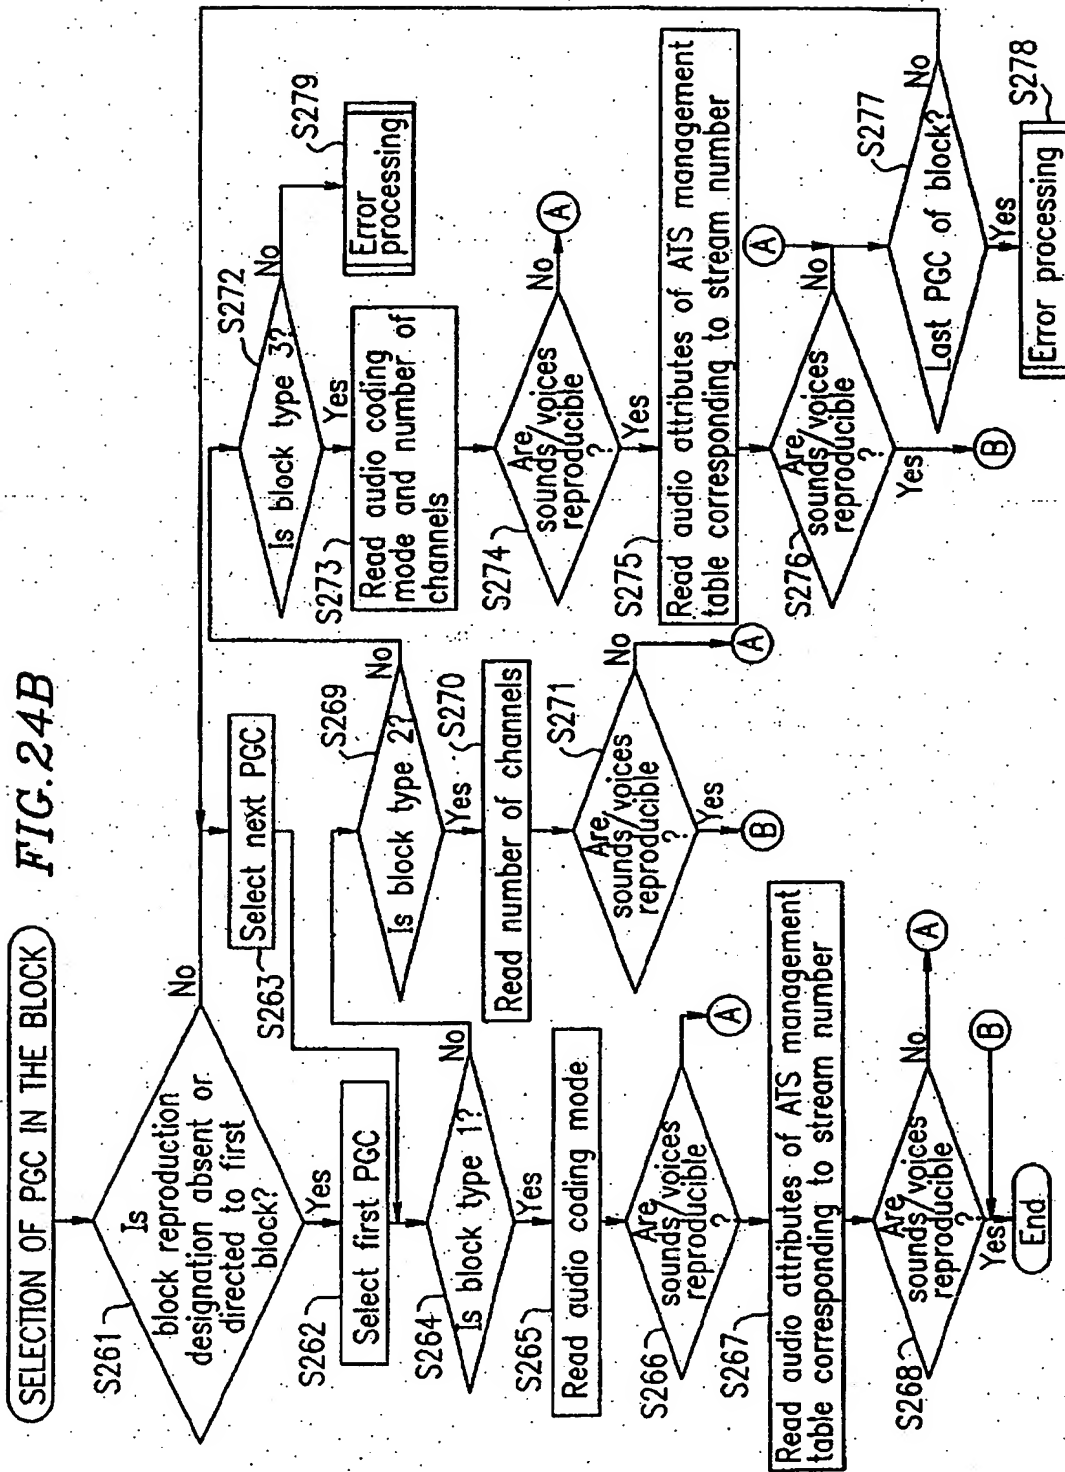 FIG.24B
SELECTION OF PGC IN THE BLOCK
S261
Is
block reproduction
designation absent or
directed to first
block?
No
Yes
S262
Select first PGC
S263
Select next PGC
S264
Is block type 1?
No
Yes
S265
Read audio coding mode
S266
Are
sounds/voices
reproducible
?
A
S267
Read audio attributes of ATS management
table corresponding to stream number
S268
Are
sounds/voices
reproducible
?
No
A
Yes
B
End
S269
Is block type 2?
No
Yes
S270
Read number of channels
S271
Are
sounds/voices
reproducible
?
No
A
Yes
B
S272
Is block type 3?
No
S279
Error
processing
Yes
S273
Read audio coding
mode and number of
channels
S274
Are
sounds/voices
reproducible
?
No
A
Yes
S275
Read audio attributes of ATS management
table corresponding to stream number
S276
Are
sounds/voices
reproducible
?
No
A
Yes
B
S277
Last PGC of block?
No
Yes
S278
Error processing